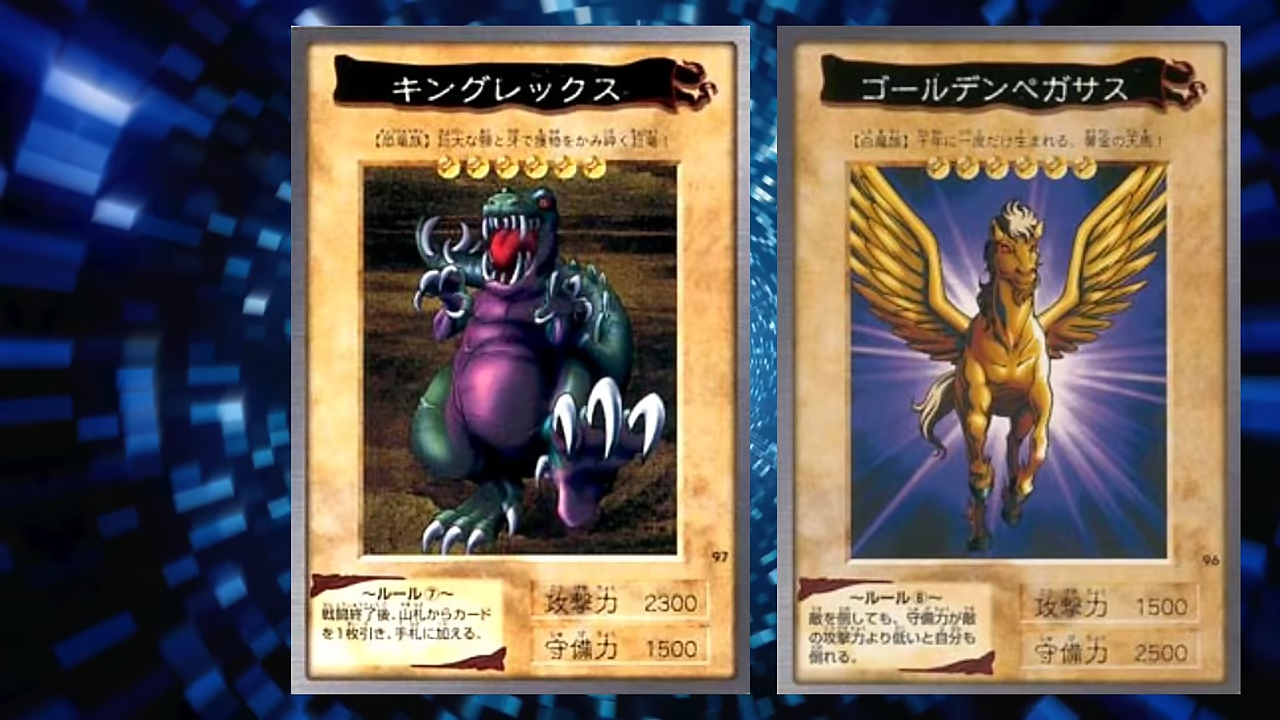 キングレックス
【恐竜族】巨大な顎と牙で獲物をかみ砕く巨竜！
97
～ルール⑦～
戦闘終了後、山札からカード
を1枚引き、手札に加える。
攻撃力 2300
守備力 1500
ゴールデンペガサス
【白魔族】千年に一度だけ生まれる、黄金の天馬！
96
～ルール⑧～
敵を倒しても、守備力が敵
の攻撃力より低いと自分も
倒れる。
攻撃力 1500
守備力 2500